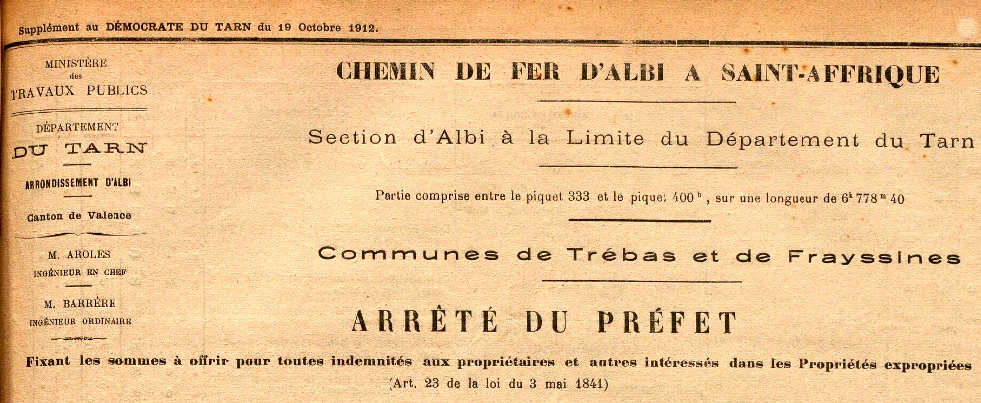 Supplément au DÉMOCRATE DU TARN du 19 Octobre 1912.
MINISTÈRE
des
TRAVAUX PUBLICS
DÉPARTEMENT
DU TARN
ARRONDISSEMENT D'ALBI
Canton de Valence
M. AROLES
INGÉNIEUR EN CHEF
M. BARRÈRE
INGÉNIEUR ORDINAIRE
CHEMIN DE FER D'ALBI A SAINT-AFFRIQUE
Section d'Albi à la Limite du Département du Tarn
Partie comprise entre le piquet 333 et le piquet 400 b, sur une longueur de 6k 778m 40
Communes de Trébas et de Frayssines
ARRÊTÉ DU PRÉFET
Fixant les sommes à offrir pour toutes indemnités aux propriétaires et autres intéressés dans les Propriétés expropriées
(Art. 23 de la loi du 3 mai 1841)